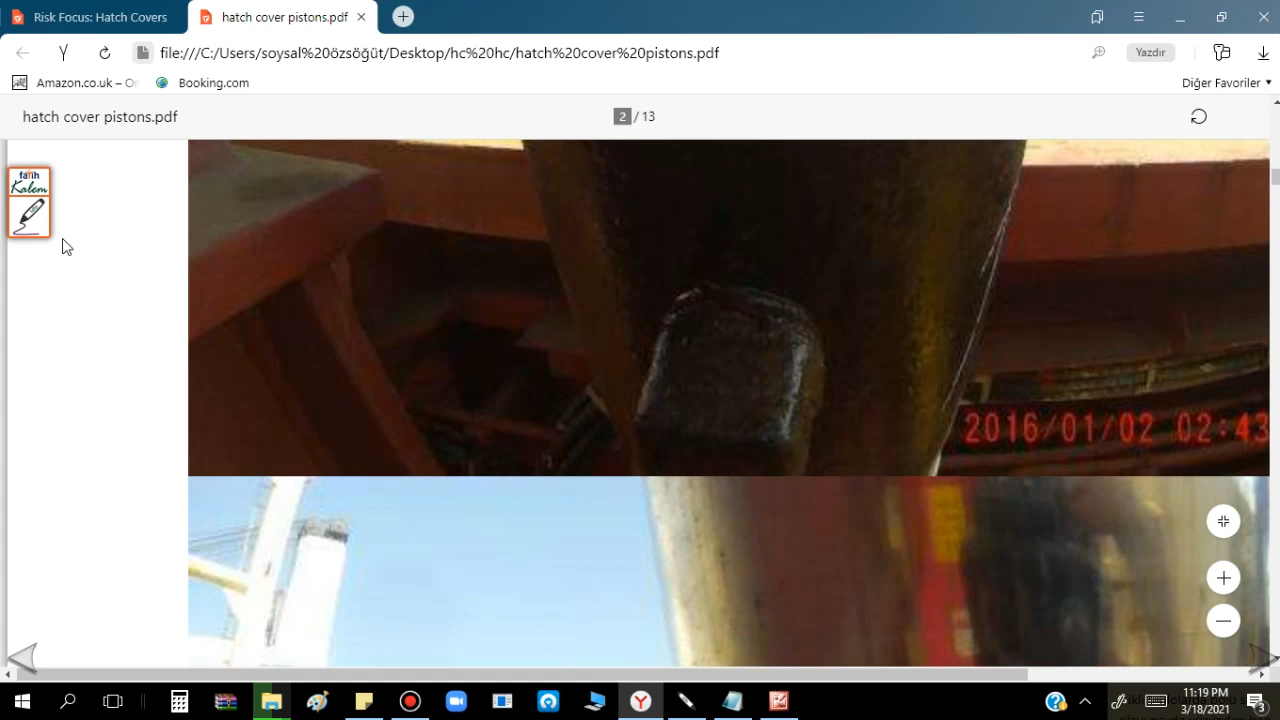 Risk Focus: Hatch Covers
hatch cover pistons.pdf
file:///C:/Users/soysal%20özsöğüt/Desktop/hc%20hc/hatch%20cover%20pistons.pdf
Yazdır
Amazon.co.uk – Or
Booking.com
Diğer Favoriler
hatch cover pistons.pdf
2 / 13
fatih
Kalem
2016/01/02 02:43
11:19 PM
3/18/2021
3